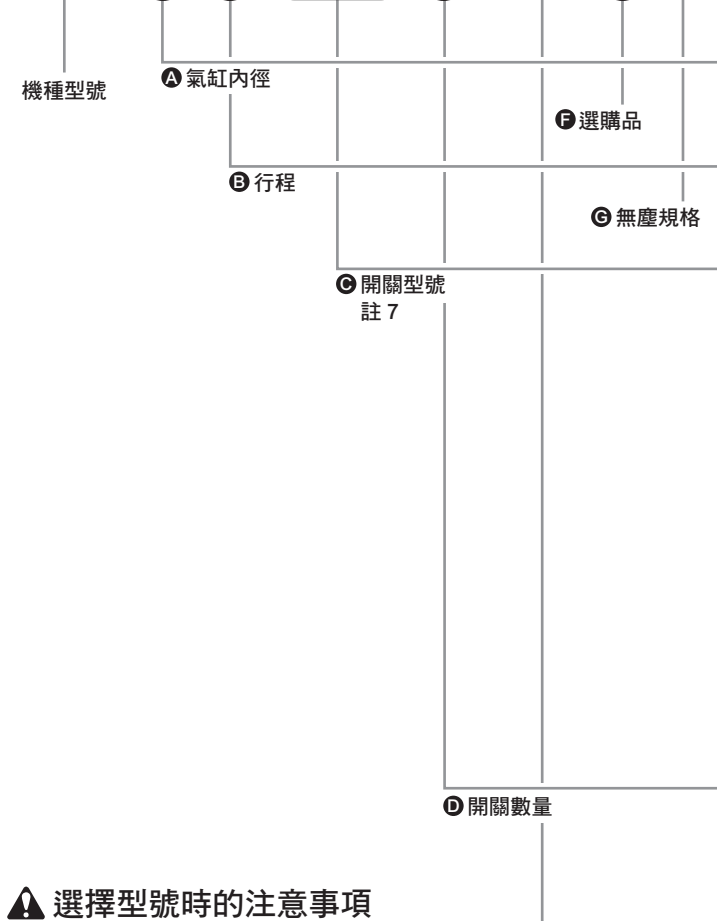 機種型號
A 氣缸內徑
F 選購品
B 行程
G 無塵規格
C 開關型號
註 7
D 開關數量
選擇型號時的注意事項